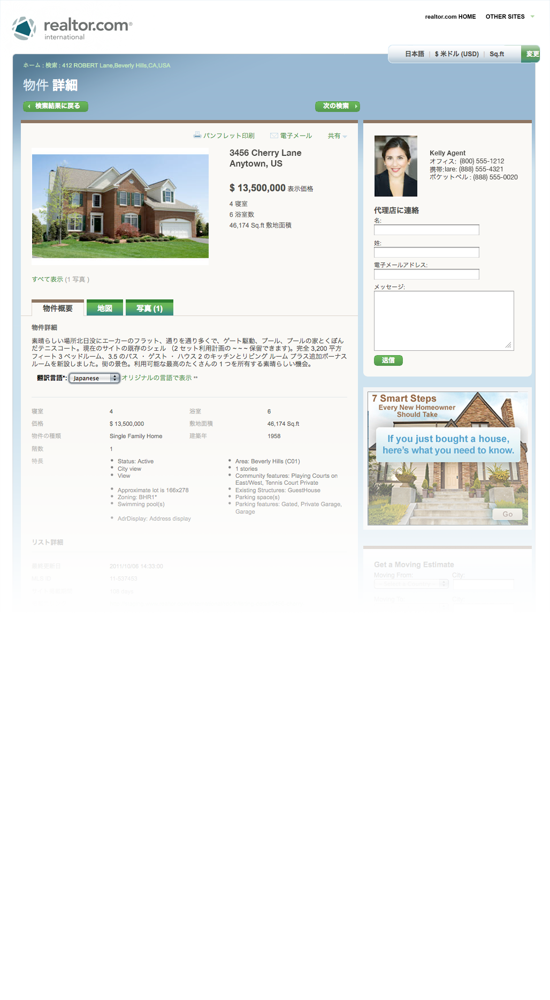 realtor.com HOME OTHER SITES
realtor.com®
international
日本語 | $ 米ドル (USD) | Sq.ft 変更
ホーム : 検索 : 412 ROBERT Lane,Beverly Hills,CA,USA
物件 詳細
検索結果に戻る
次の検索
パンフレット印刷 電子メール 共有
3456 Cherry Lane
Anytown, US
$ 13,500,000 表示価格
4 寝室
6 浴室数
46,174 Sq.ft 敷地面積
すべて表示 (1 写真 )
物件概要 地図 写真 (1)
物件詳細
素晴らしい場所北日没にエーカーのフラット、通りを通り多くで、ゲート駆動、プール、プールの家とくぼん
だテニスコート。現在のサイトの既存のシェル （2 セット利用計画の ~ ~ ~ 保留できます)。完全 3,200 平方
フィート 3 ベッドルーム、3.5 のバス ・ ゲスト ・ ハウス 2 のキッチンとリビング ルーム プラス追加ボーナス
ルームを新設しました。街の景色。利用可能な最高のたくさんの 1 つを所有する素晴らしい機会。
翻訳言語*: Japanese オリジナルの言語で表示 **
寝室 4 浴室 6
価格 $ 13,500,000 敷地面積 46,174 Sq.ft
物件の種類 Single Family Home 建築年 1958
階数 1
特長
Status: Active
City view
View
Approximate lot is 166x278
Zoning: BHR1*
Swimming pool(s)
AdrDisplay: Address display
Area: Beverly Hills (C01)
1 stories
Community features: Playing Courts on
East/West, Tennis Court Private
Existing Structures: GuestHouse
Parking space(s)
Parking features: Gated, Private Garage,
Garage
リスト詳細
最終更新日 2011/10/06 14:33:00
MLS ID 11-537453
108 days
Kelly Agent
オフィス: (800) 555-1212
携帯:lare: (888) 555-4321
ポケットベル : (888) 555-0020
代理店に連絡
名:
姓:
電子メールアドレス:
メッセージ:
送信
7 Smart Steps
Every New Homeowner
Should Take
If you just bought a house,
here's what you need to know.
Go
Get a Moving Estimate
Moving From: City:
-- Select a Country --
Moving To: City: